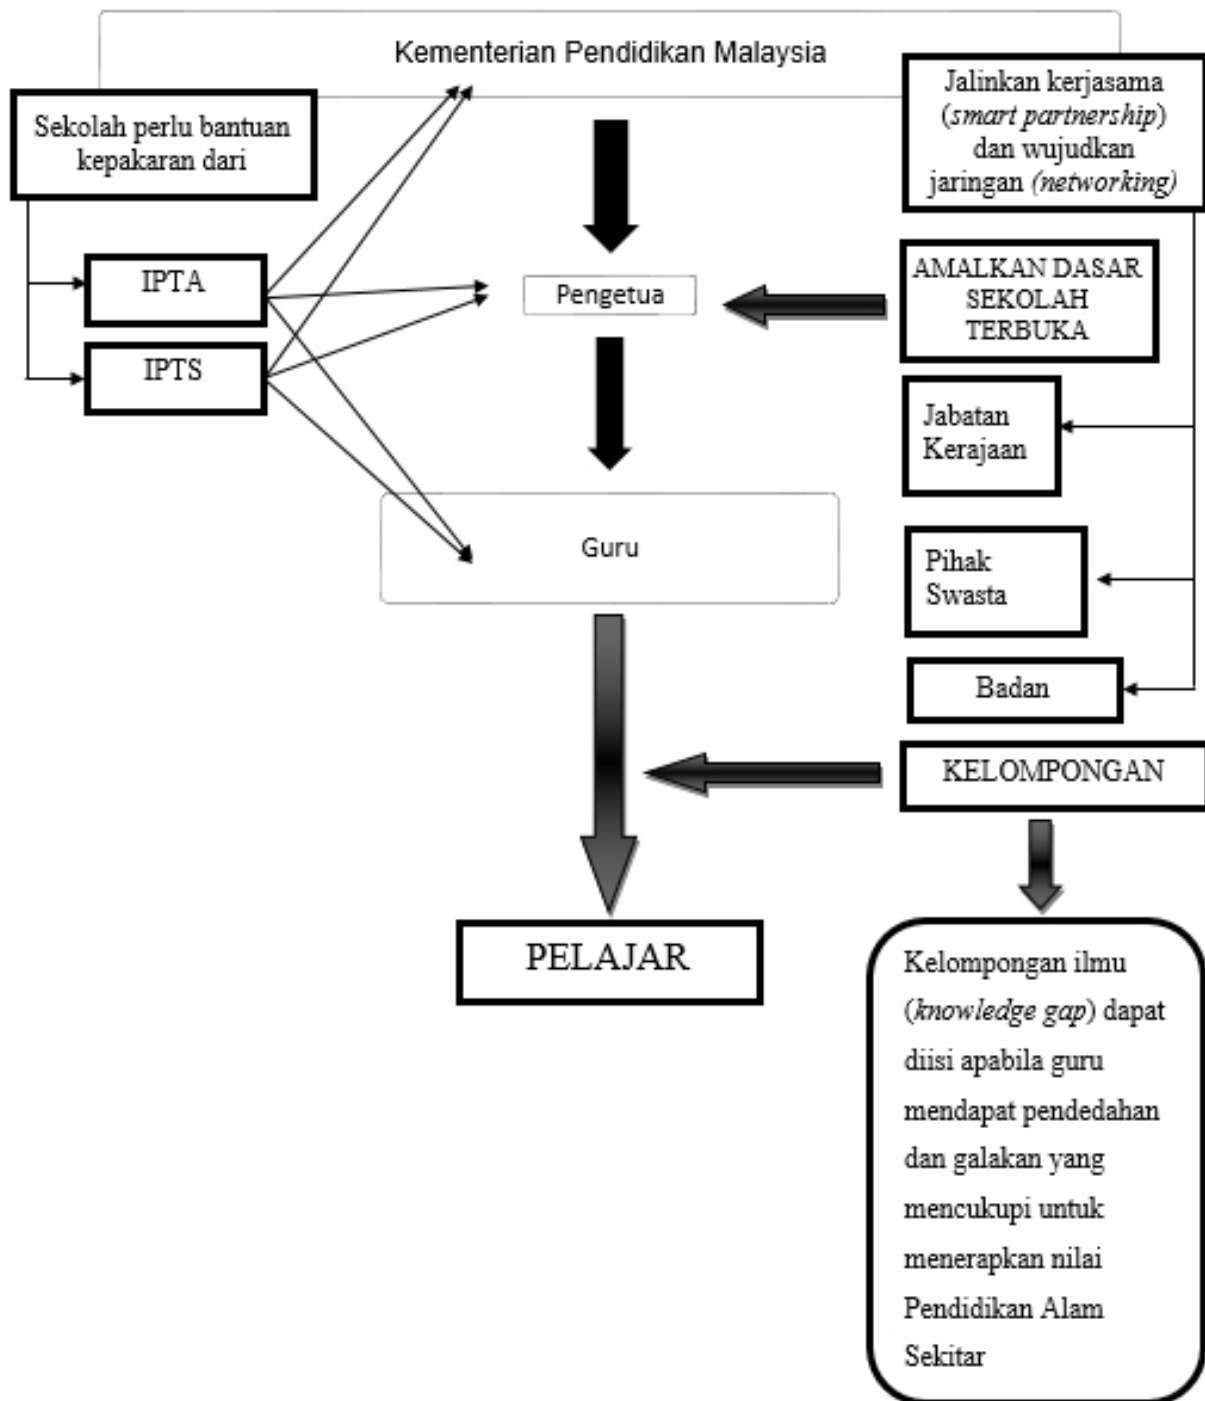 Kementerian Pendidikan Malaysia
Sekolah perlu bantuan
kepakaran dari
Jalinkan kerjasama
(smart partnership)
dan wujudkan
jaringan (networking)
IPTA
IPTS
Pengetua
AMALKAN DASAR
SEKOLAH
TERBUKA
Jabatan
Kerajaan
Guru
Pihak
Swasta
Badan
KELOMPONGAN
PELAJAR
Kelompongan ilmu
(knowledge gap) dapat
diisi apabila guru
mendapat pendedahan
dan galakan yang
mencukupi untuk
menerapkan nilai
Pendidikan Alam
Sekitar